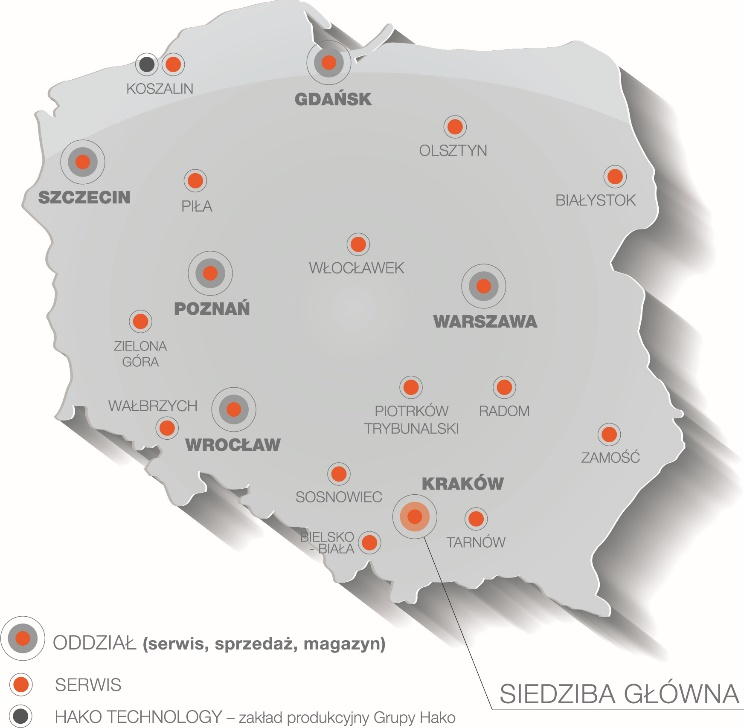 KOSZALIN
GDAŃSK
OLSZTYN
SZCZECIN
PIŁA
BIAŁYSTOK
WŁOCŁAWEK
POZNAŃ
WARSZAWA
ZIELONA
GÓRA
WAŁBRZYCH
PIOTRKÓW
TRYBUNALSKI
RADOM
WROCŁAW
ZAMOŚĆ
SOSNOWIEC
KRAKÓW
BIELSKO
- BIAŁA
TARNÓW
ODDZIAŁ (serwis, sprzedaż, magazyn)
SERWIS
SIEDZIBA GŁÓWNA
HAKO TECHNOLOGY – zakład produkcyjny Grupy Hako